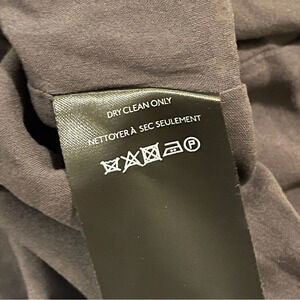 DRY CLEAN ONLY
NETTOYER À SEC SEULEMENT
P